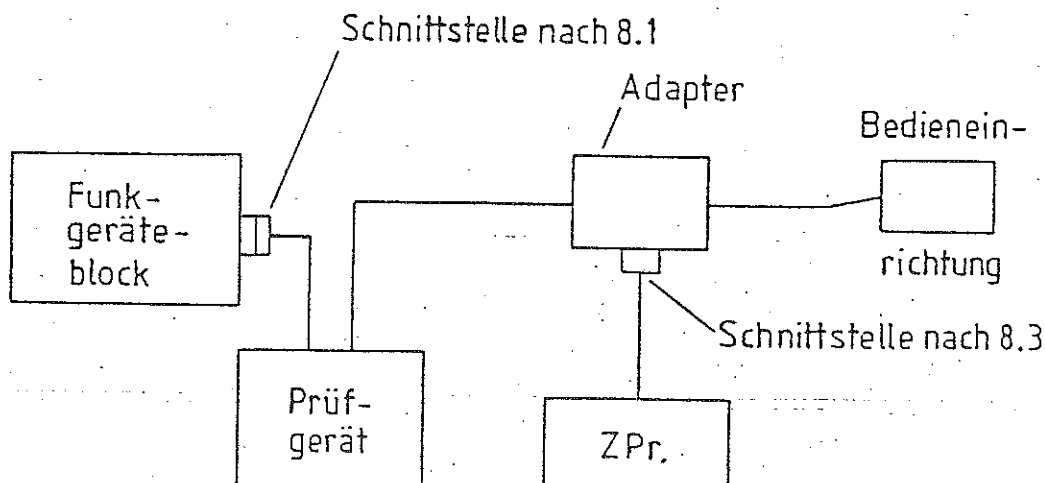 Schnittstelle nach 8.1
Adapter
Bedienein-
richtung
Funk-
geräte-
block
Schnittstelle nach 8.3
Prüf-
gerät
ZPr.